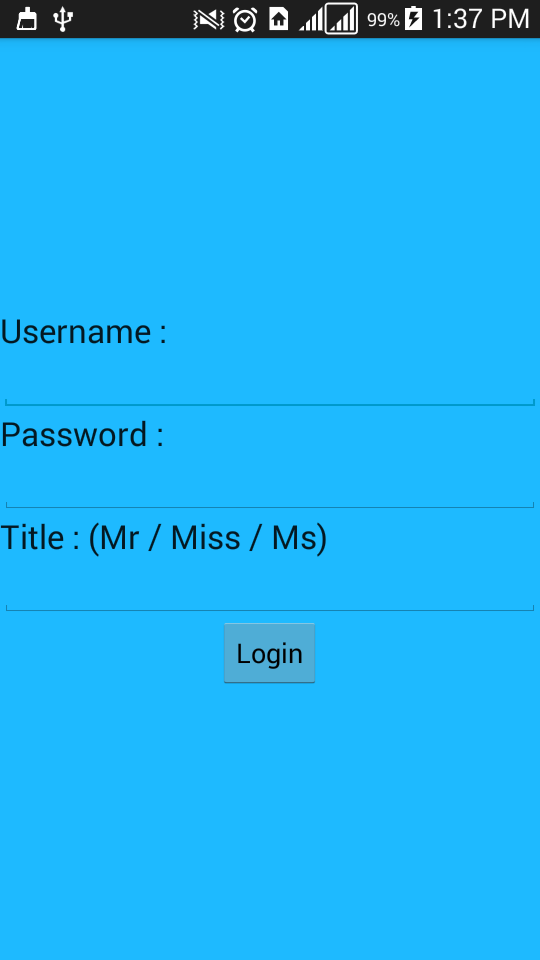 99% 1:37 PM
Username :
Password :
Title : (Mr / Miss / Ms)
Login